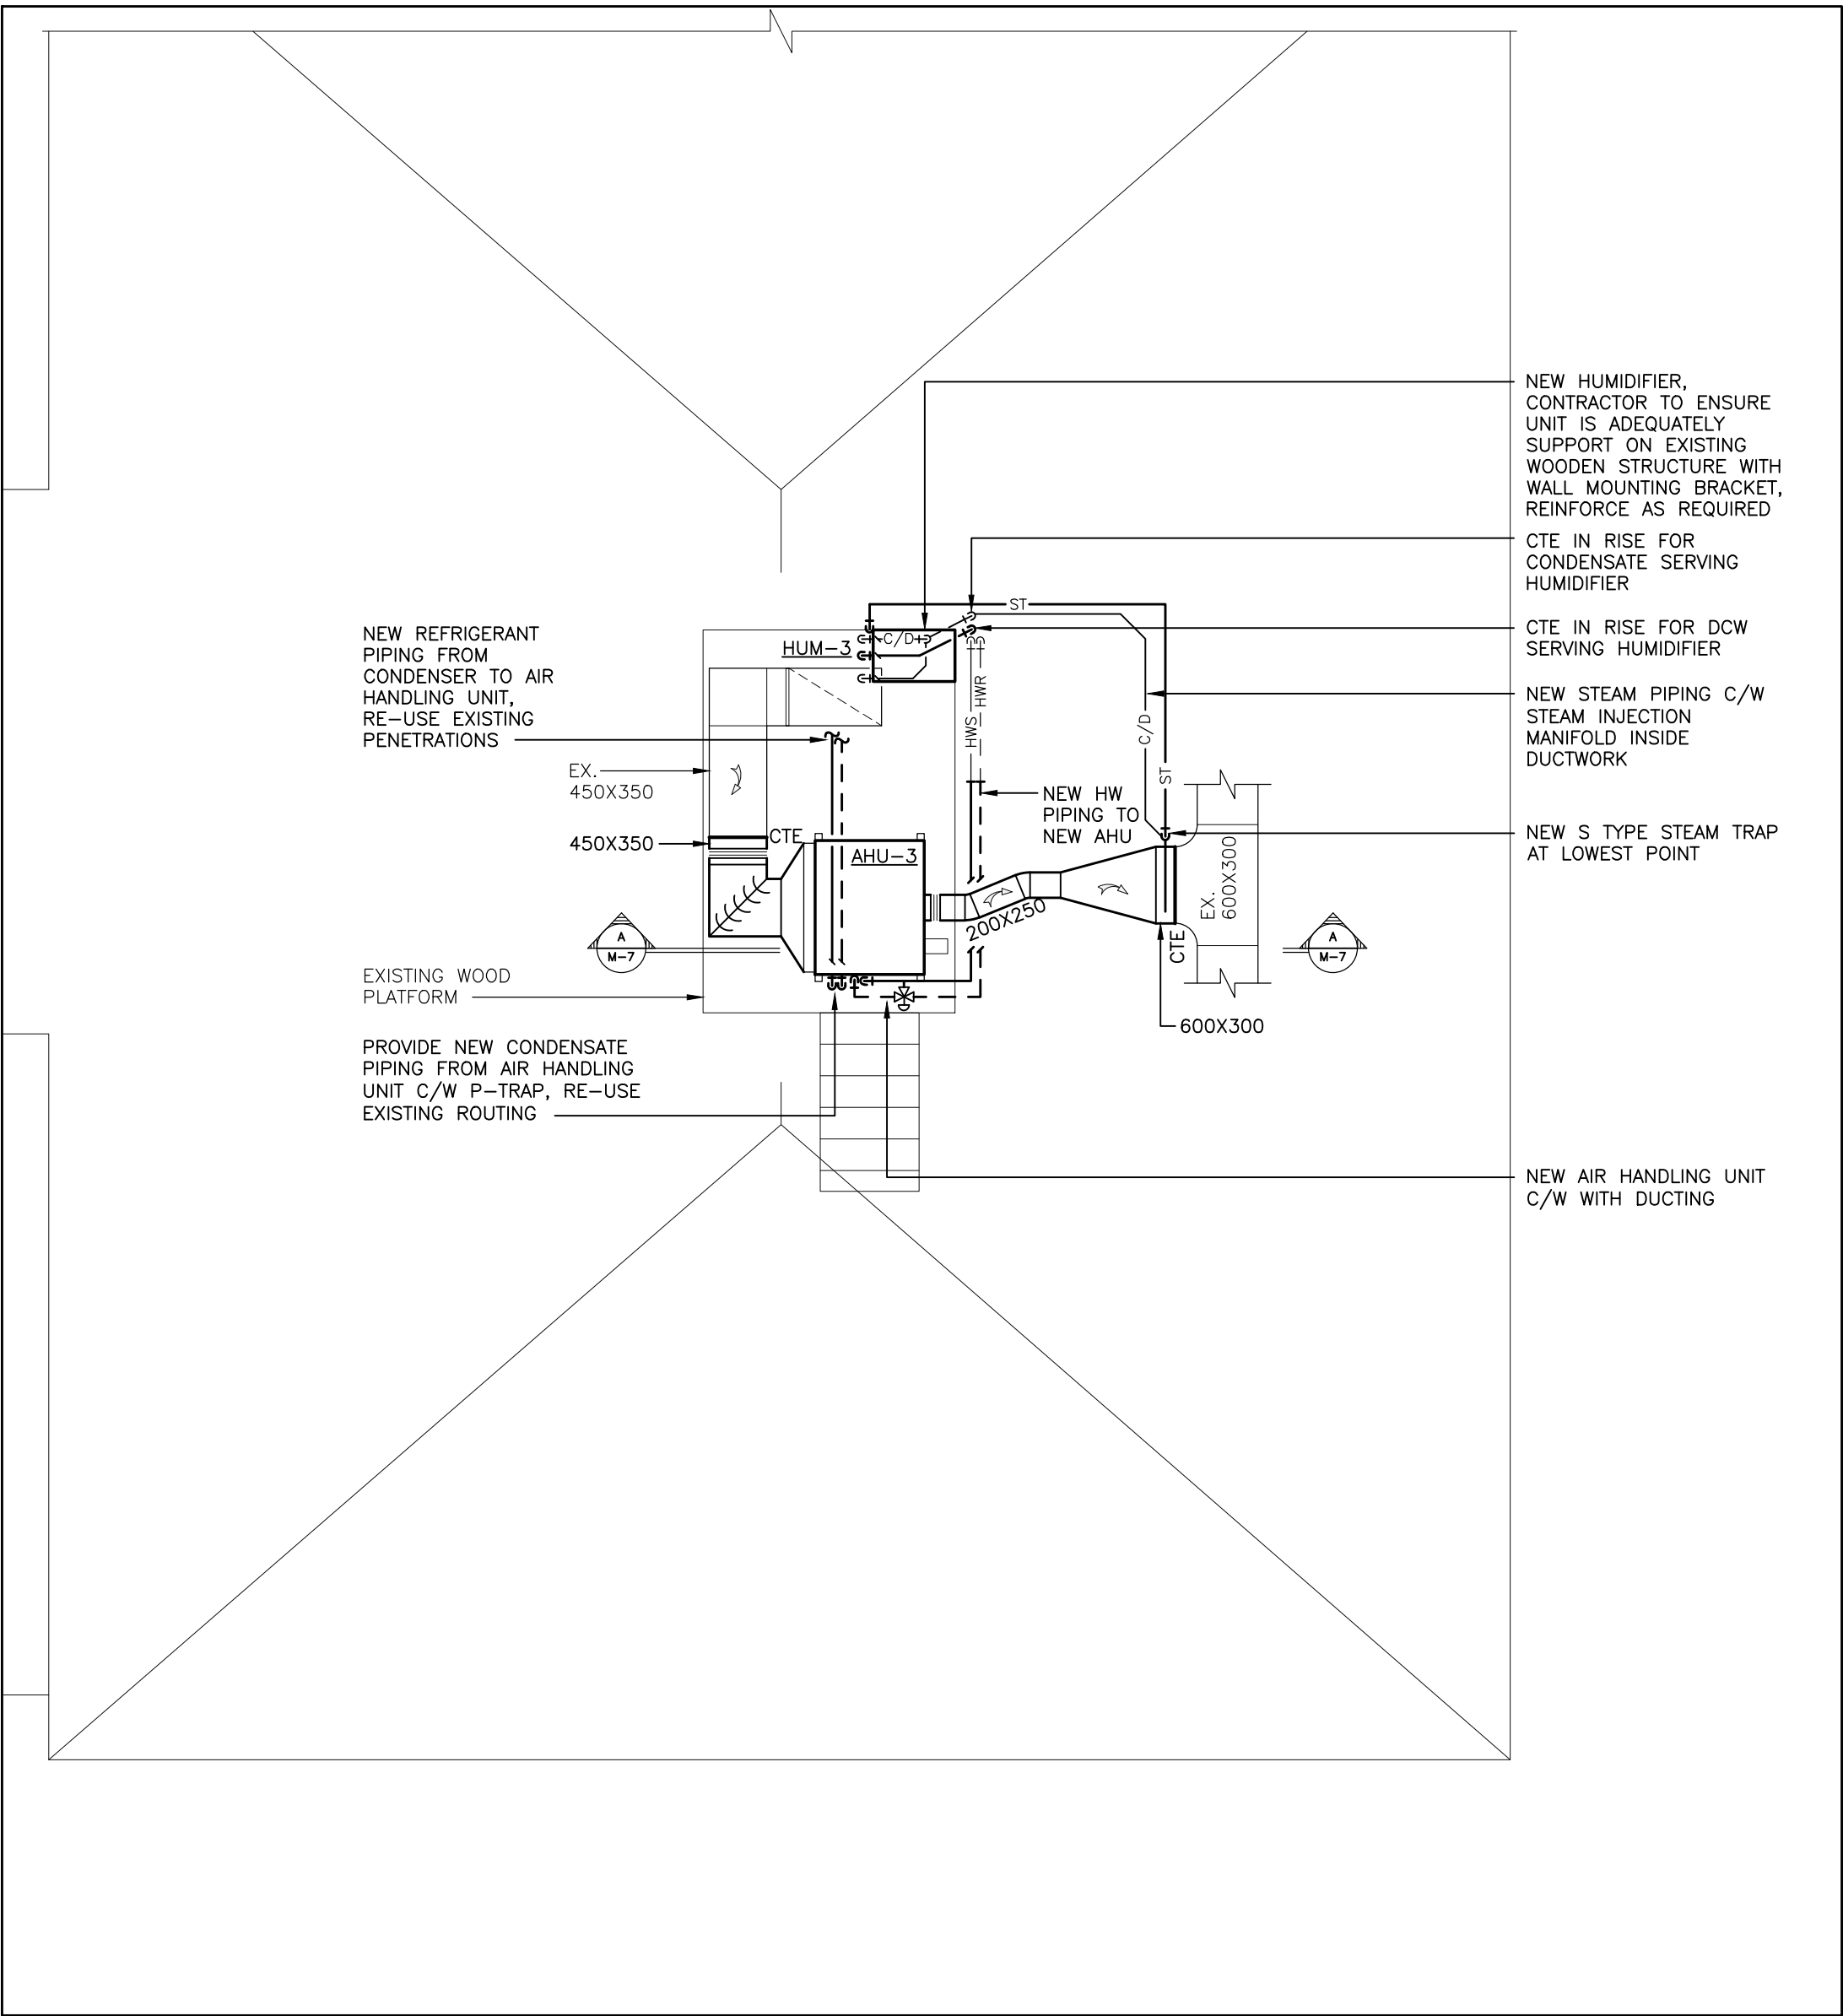 NEW HUMIDIFIER,
CONTRACTOR TO ENSURE
UNIT IS ADEQUATELY
SUPPORT ON EXISTING
WOODEN STRUCTURE WITH
WALL MOUNTING BRACKET,
REINFORCE AS REQUIRED
CTE IN RISE FOR
CONDENSATE SERVING
HUMIDIFIER
CTE IN RISE FOR DCW
SERVING HUMIDIFIER
NEW STEAM PIPING C/W
STEAM INJECTION
MANIFOLD INSIDE
DUCTWORK
NEW S TYPE STEAM TRAP
AT LOWEST POINT
NEW AIR HANDLING UNIT
C/W WITH DUCTING
NEW REFRIGERANT
PIPING FROM
CONDENSER TO AIR
HANDLING UNIT,
RE-USE EXISTING
PENETRATIONS
EX.
450X350
450X350
CTE
EXISTING WOOD
PLATFORM
PROVIDE NEW CONDENSATE
PIPING FROM AIR HANDLING
UNIT C/W P-TRAP, RE-USE
EXISTING ROUTING
HUM-3
C/D
ST
HWS
HWR
C/D
ST
NEW HW
PIPING TO
NEW AHU
AHU-3
200X250
EX.
600X300
CTE
600X300
A
M-7
A
M-7